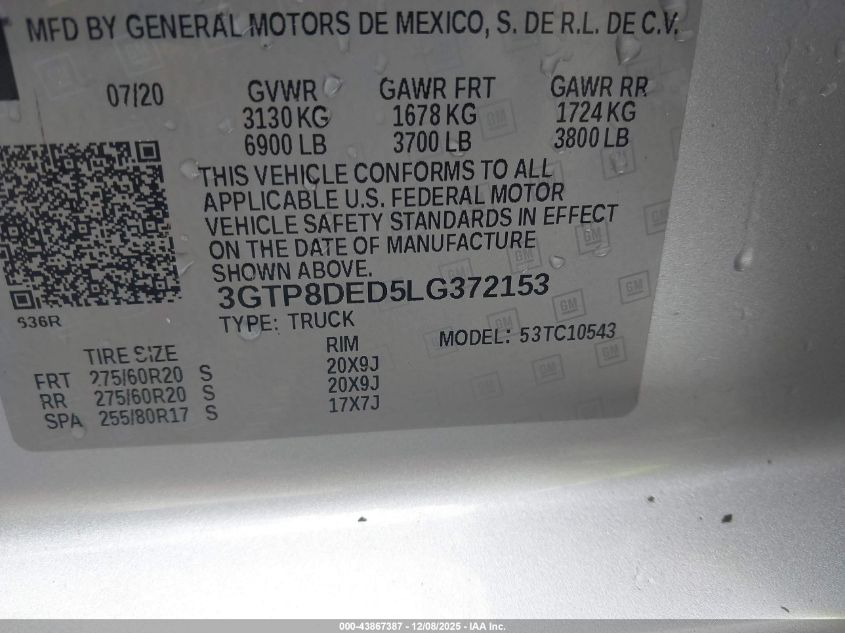 MFD BY GENERAL MOTORS DE MEXICO, S. DE R.L. DE C.V.
07/20 GVWR GAWR FRT GAWR RR
3130 KG 1678 KG 1724 KG
6900 LB 3700 LB 3800 LB
THIS VEHICLE CONFORMS TO ALL
APPLICABLE U.S. FEDERAL MOTOR
VEHICLE SAFETY STANDARDS IN EFFECT
ON THE DATE OF MANUFACTURE
SHOWN ABOVE.
3GTP8DED5LG372153
S36R
TYPE: TRUCK
MODEL: 53TC10543
TIRE SIZE RIM
FRT 275/60R20 S 20X9J
RR 275/60R20 S 20X9J
SPA 255/80R17 S 17X7J
000-43867387 - 12/08/2025 - IAA Inc.